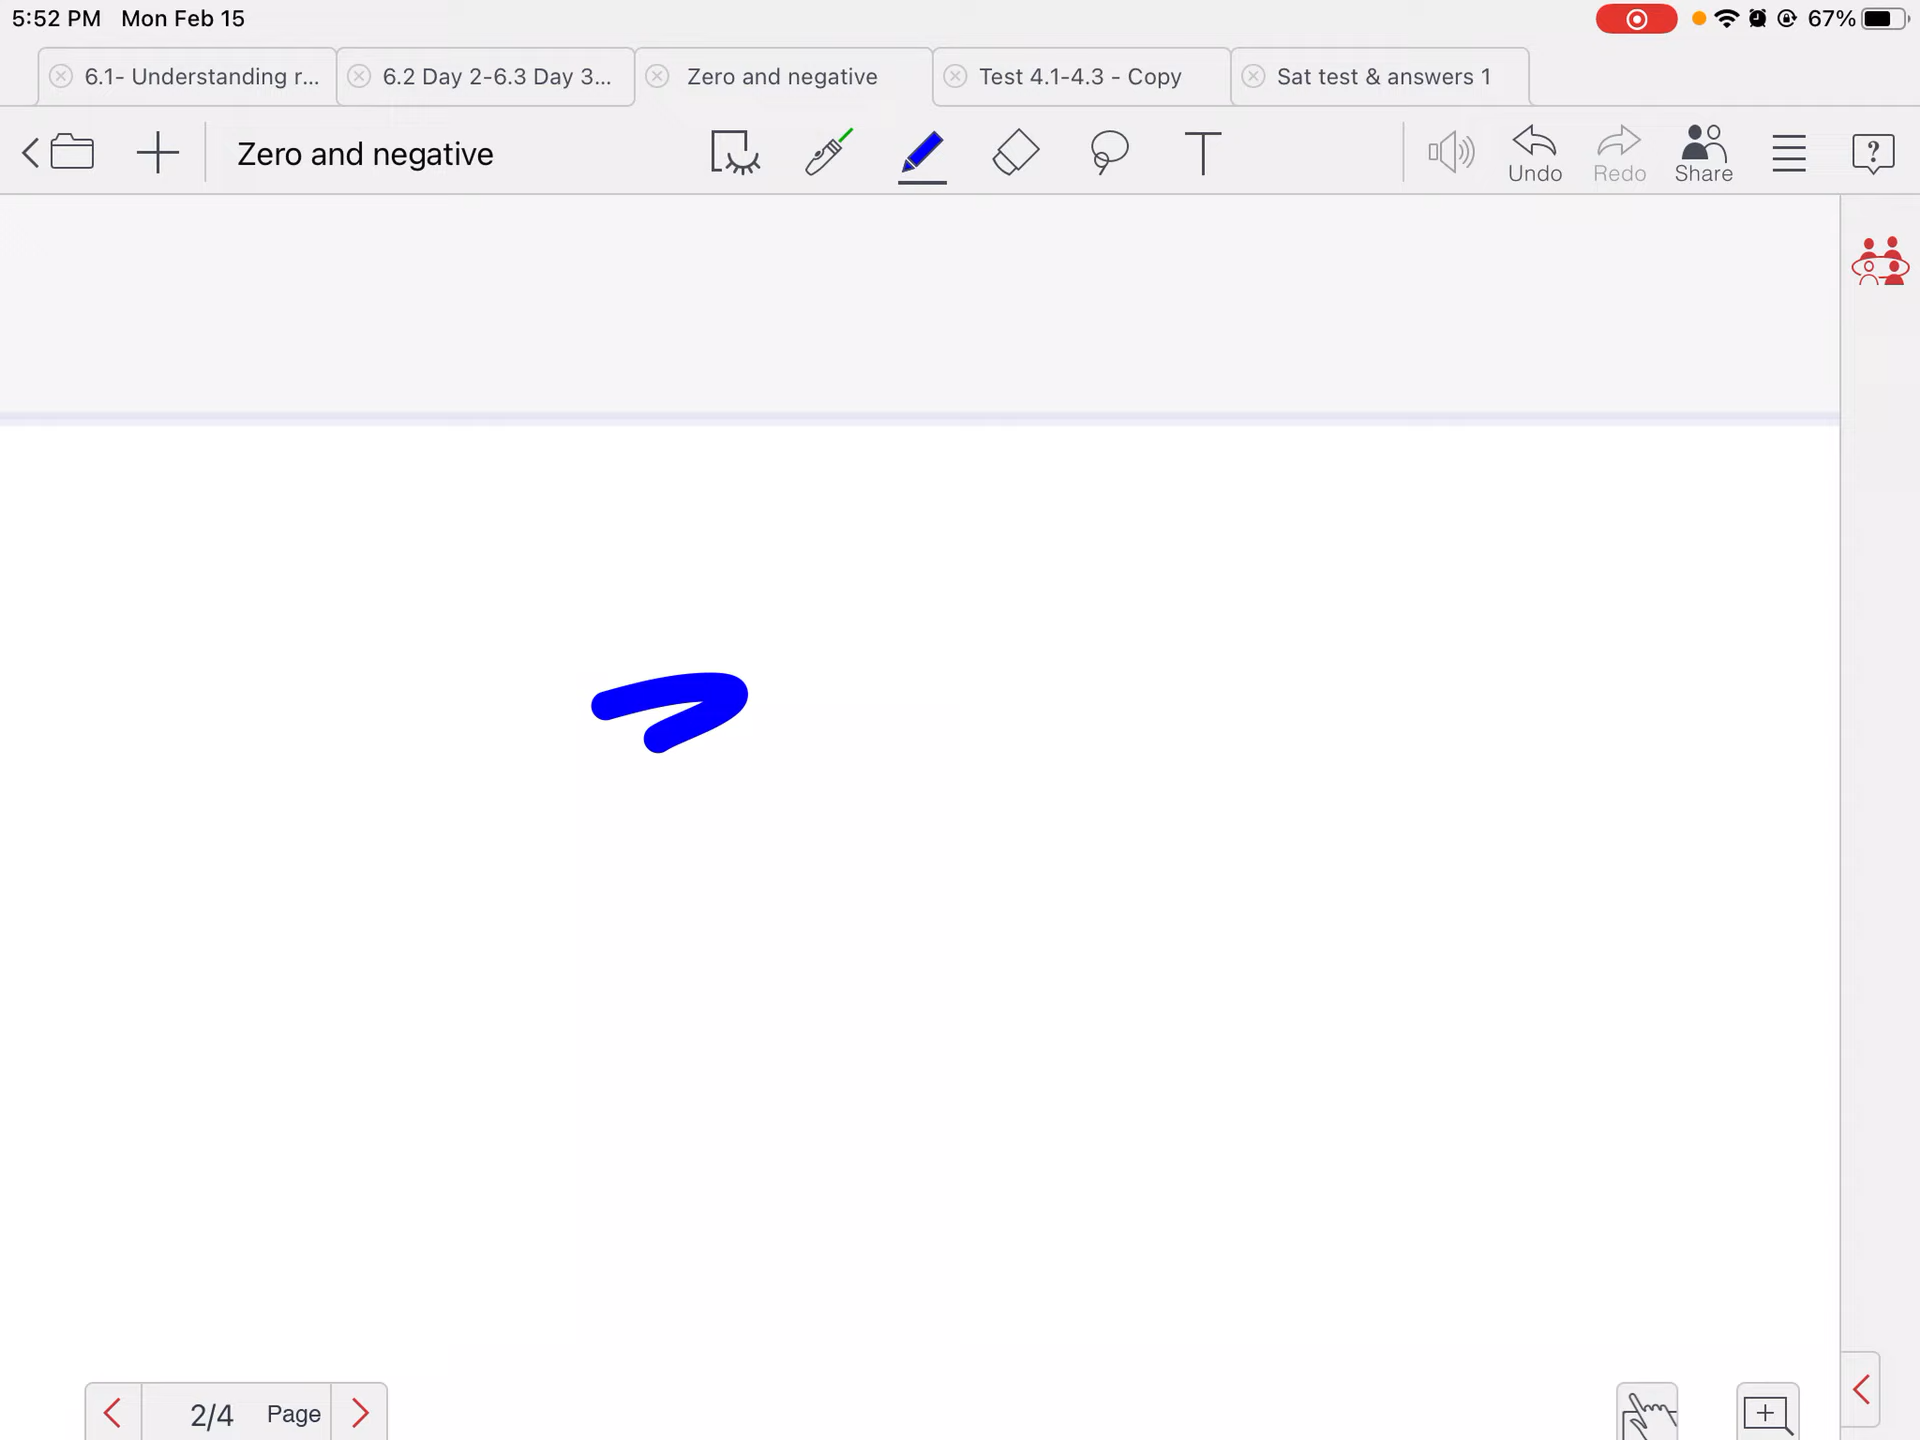 5:52 PM Mon Feb 15 67%
6.1- Understanding r... 6.2 Day 2-6.3 Day 3... Zero and negative Test 4.1-4.3 - Copy Sat test & answers 1
Zero and negative T Undo Redo Share ?
2/4 Page